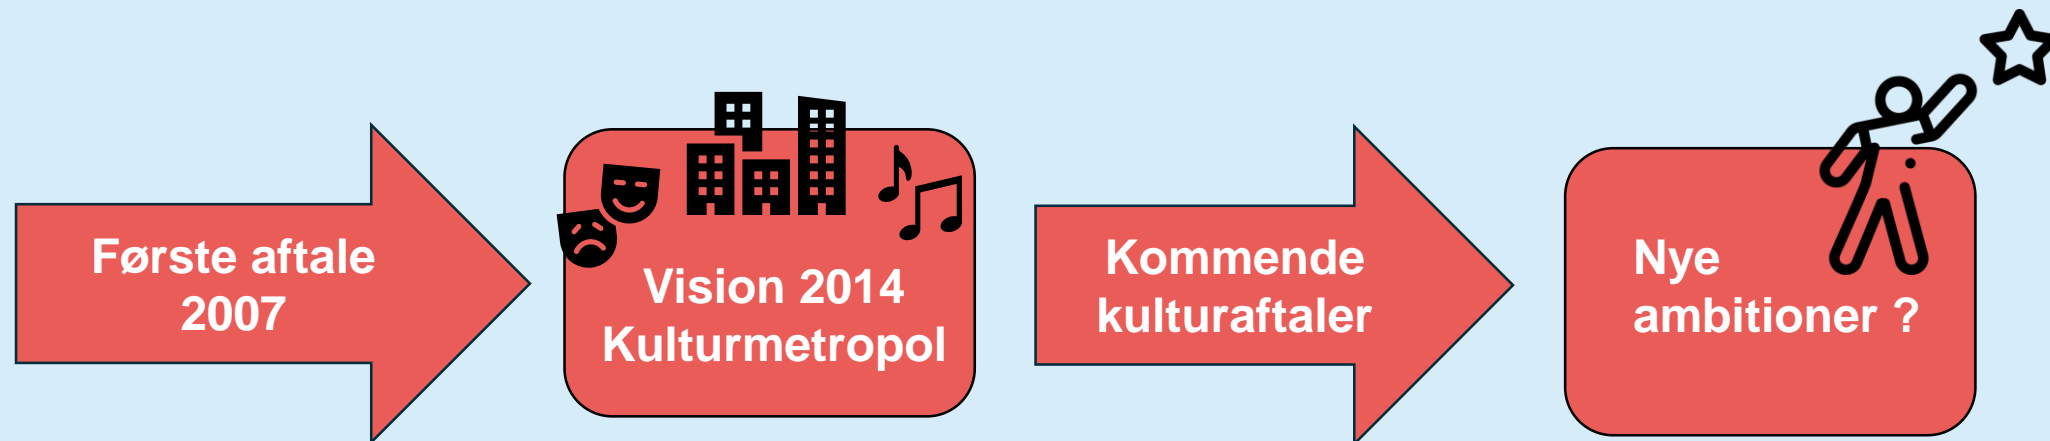 Første aftale
2007
Vision 2014
Kulturmetropol
Kommende
kulturaftaler
Nye
ambitioner ?